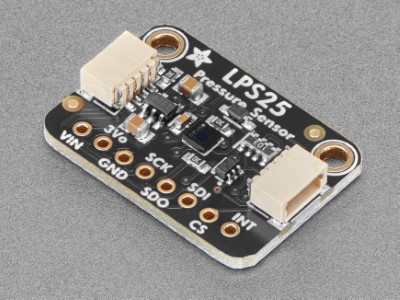 LPS25
Pressure Sensor
VIN
3Vo
GND
SCK
SDO
SDI
CS
INT